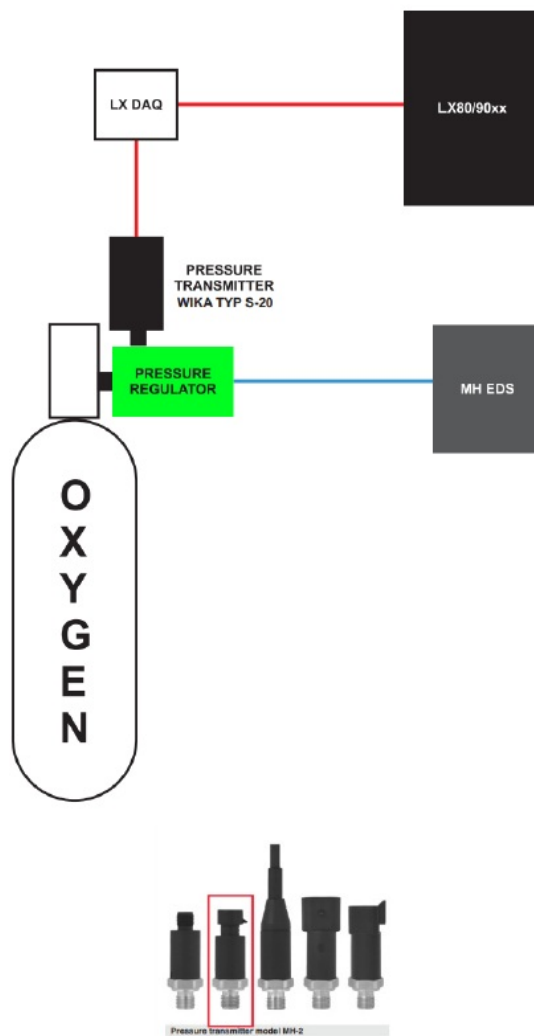 LX DAQ
LX80/90xx
PRESSURE
TRANSMITTER
WIKA TYP S-20
PRESSURE
REGULATOR
MH EDS
O
X
Y
G
E
N
Pressure transmitter model MH-2